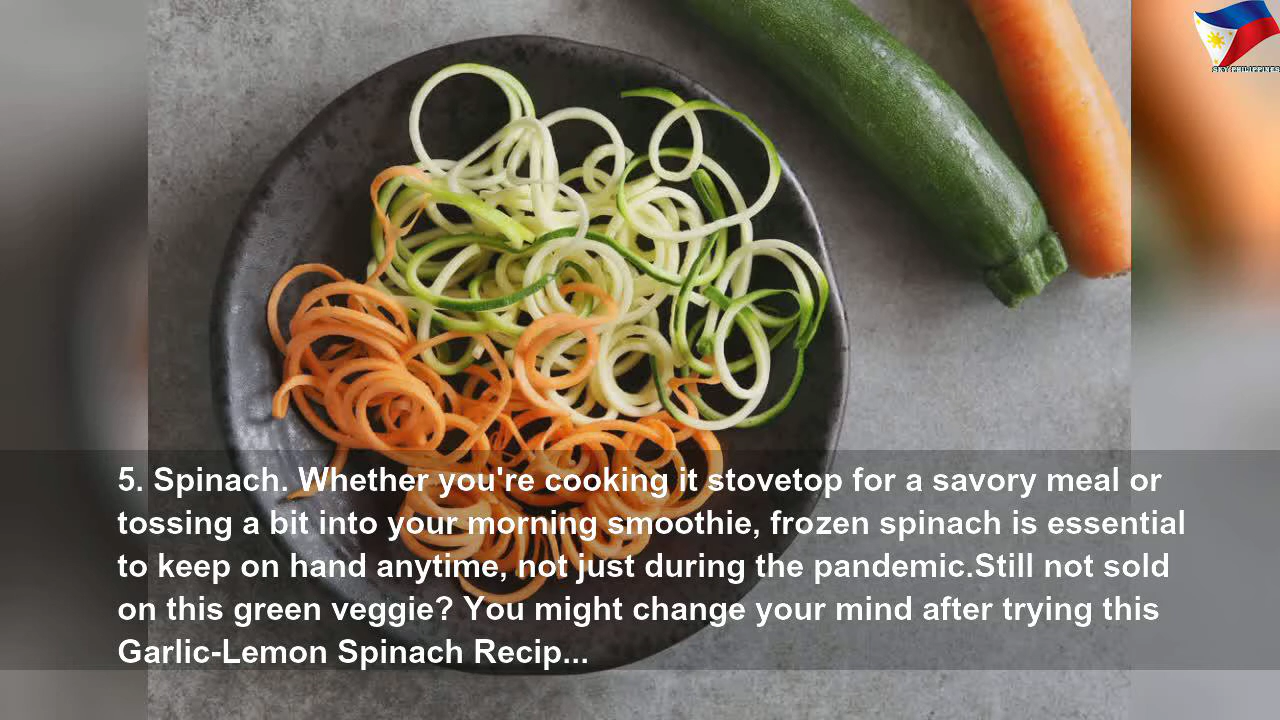 SKY PHILIPPINES
5. Spinach. Whether you're cooking it stovetop for a savory meal or
tossing a bit into your morning smoothie, frozen spinach is essential
to keep on hand anytime, not just during the pandemic.Still not sold
on this green veggie? You might change your mind after trying this
Garlic-Lemon Spinach Recip...